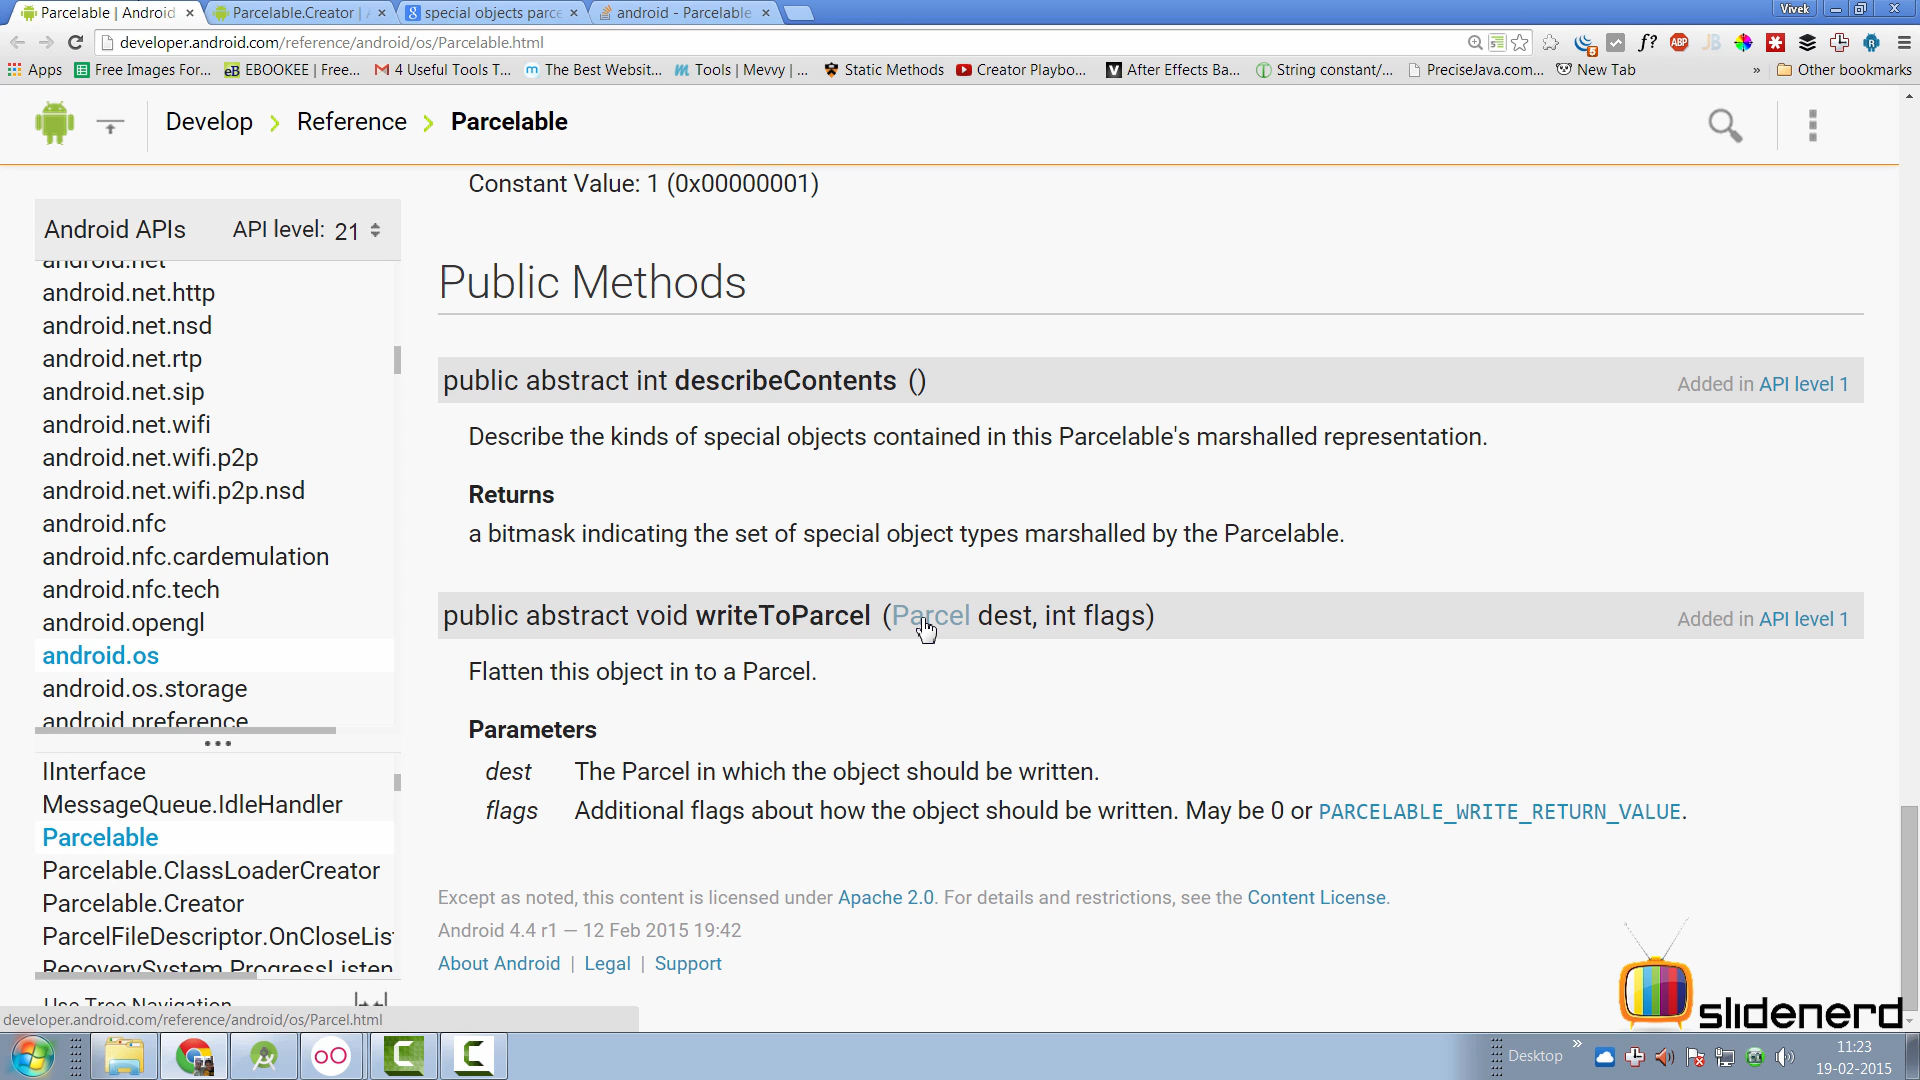 Parcelable | Android
Parcelable.Creator | A
special objects parce
android - Parcelable
Vivek
developer.android.com/reference/android/os/Parcelable.html
Apps
Free Images For...
EBOOKEE | Free...
4 Useful Tools T...
The Best Websit...
Tools | Mevvy | ...
Static Methods
Creator Playbo...
After Effects Ba...
String constant/...
PreciseJava.com...
New Tab
» Other bookmarks
Develop > Reference > Parcelable
Constant Value: 1 (0x00000001)
Android APIs API level: 21
android.net
android.net.http
android.net.nsd
android.net.rtp
android.net.sip
android.net.wifi
android.net.wifi.p2p
android.net.wifi.p2p.nsd
android.nfc
android.nfc.cardemulation
android.nfc.tech
android.opengl
android.os
android.os.storage
android.preference
IInterface
MessageQueue.IdleHandler
Parcelable
Parcelable.ClassLoaderCreator
Parcelable.Creator
ParcelFileDescriptor.OnCloseList
RecoverySystem.ProgressListen
Use Tree Navigation
Public Methods
public abstract int describeContents () Added in API level 1
Describe the kinds of special objects contained in this Parcelable's marshalled representation.
Returns
a bitmask indicating the set of special object types marshalled by the Parcelable.
public abstract void writeToParcel (Parcel dest, int flags) Added in API level 1
Flatten this object in to a Parcel.
Parameters
dest The Parcel in which the object should be written.
flags Additional flags about how the object should be written. May be 0 or PARCELABLE_WRITE_RETURN_VALUE.
Except as noted, this content is licensed under Apache 2.0. For details and restrictions, see the Content License.
Android 4.4 r1 — 12 Feb 2015 19:42
About Android | Legal | Support
slidenerd
developer.android.com/reference/android/os/Parcel.html
Desktop »
11:23
19-02-2015